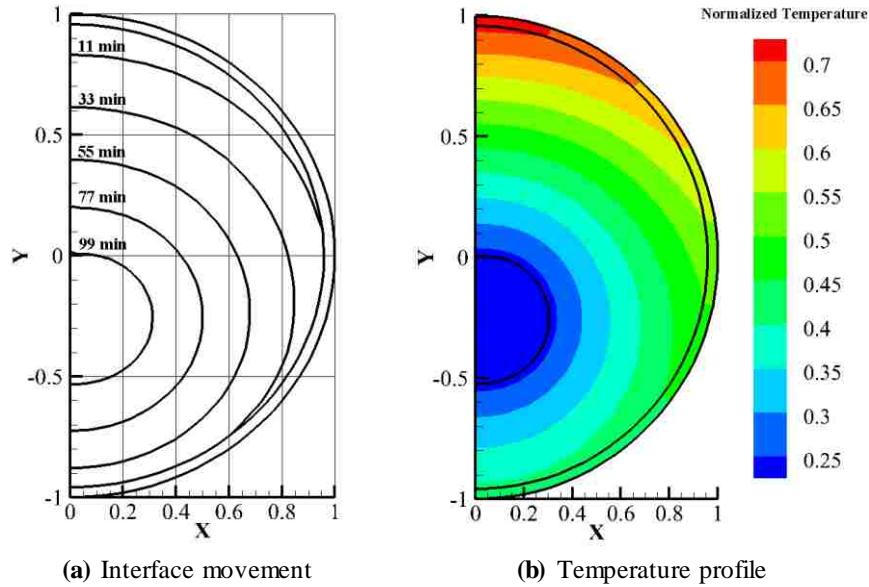 1
11 min
33 min
0.5
55 min
77 min
99 min
0
Y
-0.5
-1
0
0.2
0.4
0.6
0.8
1
X
(a) Interface movement
Normalized Temperature
1
0.5
0
Y
-0.5
-1
0
0.2
0.4
0.6
0.8
1
X
0.7
0.65
0.6
0.55
0.5
0.45
0.4
0.35
0.3
0.25
(b) Temperature profile